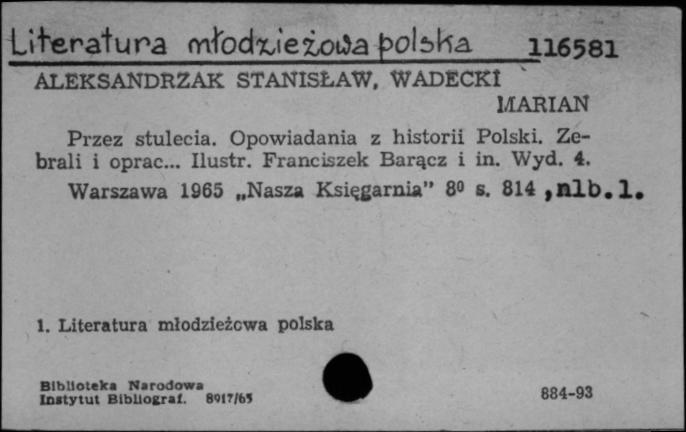 Literatura młodzieżowa polska 116581
ALEKSANDRZAK STANISŁAW, WADECKI
MARIAN
Przez stulecia. Opowiadania z historii Polski. Ze-
brali i oprac... Ilustr. Franciszek Barącz i in. Wyd. 4.
Warszawa 1965 „Nasza Księgarnia” 8⁰ s. 814 , nlb. 1.
1. Literatura młodzieżowa polska
Biblioteka Narodowa
Instytut Bibliograf. 8917/65
884-93